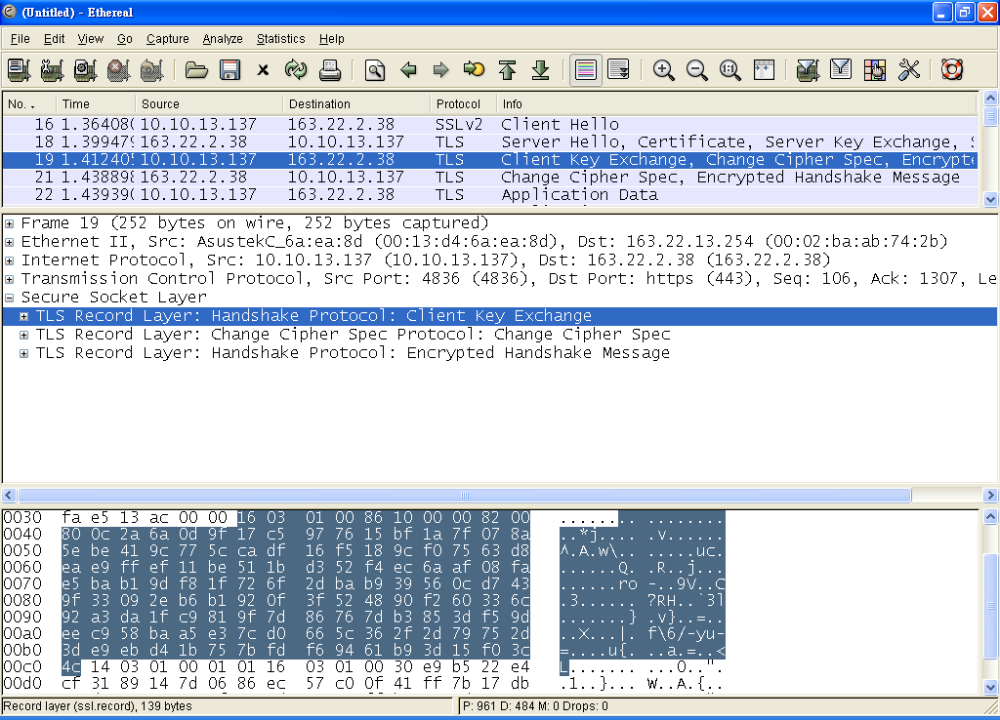 (Untitled) - Ethereal
File Edit View Go Capture Analyze Statistics Help
No. . Time Source Destination Protocol Info
16 1.36408( 10.10.13.137 163.22.2.38 SSLv2 Client Hello
18 1.39947 163.22.2.38 10.10.13.137 TLS Server Hello, Certificate, Server Key Exchange,
19 1.41240 10.10.13.137 163.22.2.38 TLS Client Key Exchange, Change Cipher Spec, Encrypte
21 1.43889 163.22.2.38 10.10.13.137 TLS Change Cipher Spec, Encrypted Handshake Message
22 1.43939( 10.10.13.137 163.22.2.38 TLS Application Data
Frame 19 (252 bytes on wire, 252 bytes captured)
Ethernet II, Src: AsustekC_6a:ea:8d (00:13:d4:6a:ea:8d), Dst: 163.22.13.254 (00:02:ba:ab:74:2b)
Internet Protocol, Src: 10.10.13.137 (10.10.13.137), Dst: 163.22.2.38 (163.22.2.38)
Transmission Control Protocol, Src Port: 4836 (4836), Dst Port: https (443), Seq: 106, Ack: 1307, Le
Secure Socket Layer
TLS Record Layer: Handshake Protocol: Client Key Exchange
TLS Record Layer: Change Cipher Spec Protocol: Change Cipher Spec
TLS Record Layer: Handshake Protocol: Encrypted Handshake Message
0030 fa e5 13 ac 00 00 16 03 01 00 86 10 00 00 82 00 ...... .. ........
0040 80 0c 2a 6a 0d 9f 17 c5 97 76 15 bf 1a 7f 07 8a ..*j.... .v......
0050 5e be 41 9c 77 5c ca df 16 f5 18 9c f0 75 63 d8 ^.A.w\.. .....uc.
0060 ea e9 ff ef 11 be 51 1b d3 52 f4 ec 6a af 08 fa ......Q. .R..j...
0070 e5 ba b1 9d f8 1f 72 6f 2d ba b9 39 56 0c d7 43 ......ro -..9V..C
0080 9f 33 09 2e b6 b1 92 0f 3f 52 48 90 f2 60 33 6c .3...... ?RH..`3l
0090 92 a3 da 1f c9 81 9f 7d 86 76 7d b3 85 3d f5 9d .......} .v}..=..
00a0 ee c9 58 ba a5 e3 7c d0 66 5c 36 2f 2d 79 75 2d ..X...|. f\6/-yu-
00b0 3d e9 eb d4 1b 75 7b fd f6 94 61 b9 3d 15 f0 3c =....u{. ..a.=..<
00c0 4c 14 03 01 00 01 01 16 03 01 00 30 e9 b5 22 e4 L....... ...0..".
00d0 cf 31 89 14 7d 06 86 ec 57 c0 0f 41 ff 7b 17 db .1..}... W..A.{..
Record layer (ssl.record), 139 bytes P: 961 D: 484 M: 0 Drops: 0